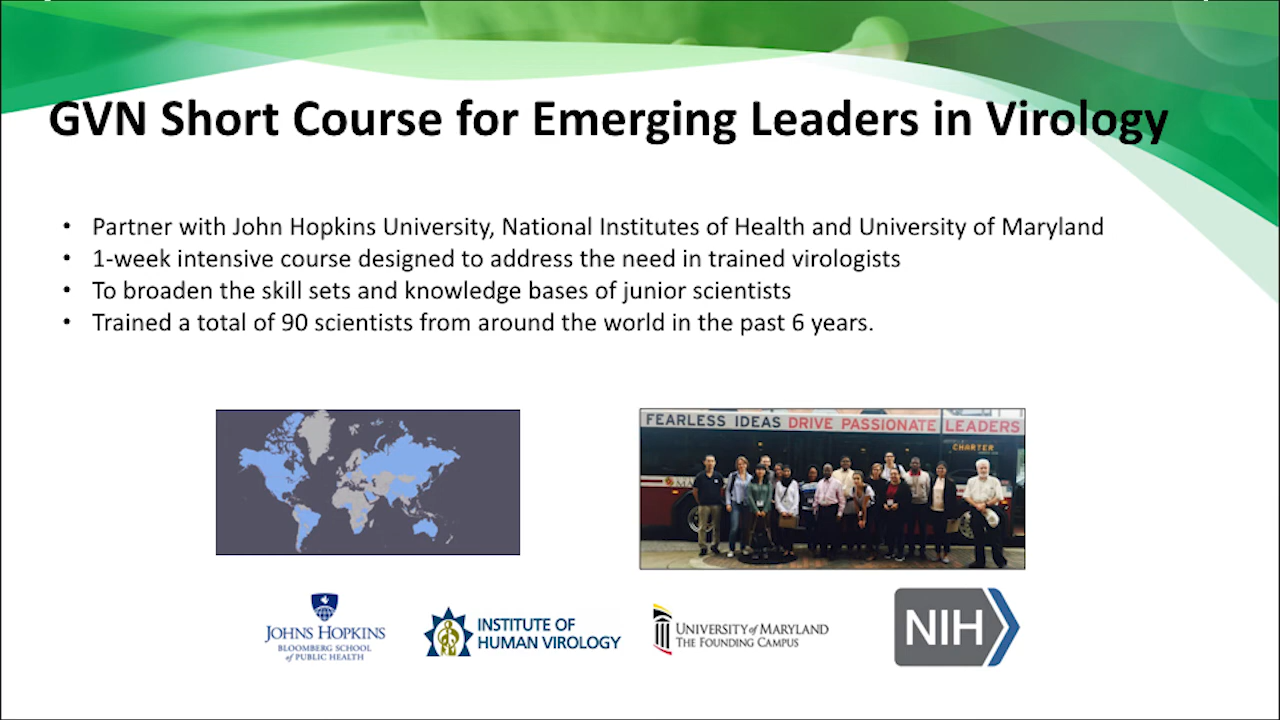 GVN Short Course for Emerging Leaders in Virology
• Partner with John Hopkins University, National Institutes of Health and University of Maryland
• 1-week intensive course designed to address the need in trained virologists
• To broaden the skill sets and knowledge bases of junior scientists
• Trained a total of 90 scientists from around the world in the past 6 years.
FEARLESS IDEAS DRIVE PASSIONATE LEADERS
CHARTER
JOHNS HOPKINS
BLOOMBERG SCHOOL
of PUBLIC HEALTH
INSTITUTE OF
HUMAN VIROLOGY
UNIVERSITY of MARYLAND
THE FOUNDING CAMPUS
NIH